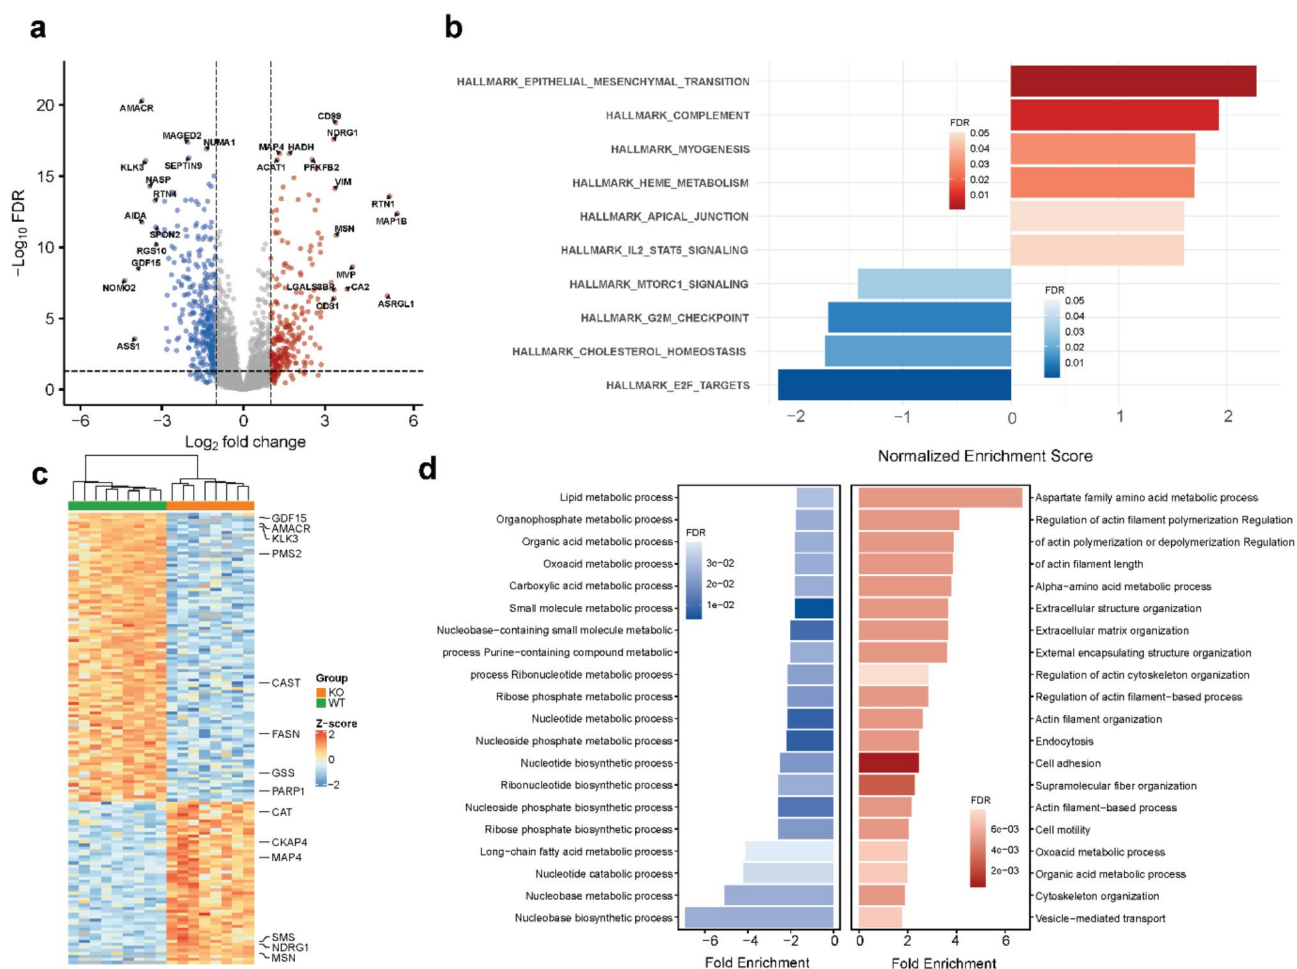 a
20
15
10
5
0
−Log10 FDR
AMACR
MAGED2
NUMA1
KLK3
SEPTIN9
NASP
RTN4
AIDA
SPON2
RGS10
GDF15
NOMO2
ASS1
CD99
NDRG1
MAP4
HADH
ACAT1
PFKFB2
VIM
RTN1
MAP1B
MSN
MVP
LGALS3BP
CA2
CD81
ASRGL1
−6
−3
0
3
6
Log2 fold change
b
HALLMARK_EPITHELIAL_MESENCHYMAL_TRANSITION
HALLMARK_COMPLEMENT
HALLMARK_MYOGENESIS
HALLMARK_HEME_METABOLISM
HALLMARK_APICAL_JUNCTION
HALLMARK_IL2_STAT5_SIGNALING
HALLMARK_MTORC1_SIGNALING
HALLMARK_G2M_CHECKPOINT
HALLMARK_CHOLESTEROL_HOMEOSTASIS
HALLMARK_E2F_TARGETS
FDR
0.05
0.04
0.03
0.02
0.01
FDR
0.05
0.04
0.03
0.02
0.01
−2
−1
0
1
2
Normalized Enrichment Score
c
GDF15
AMACR
KLK3
PMS2
CAST
FASN
GSS
PARP1
CAT
CKAP4
MAP4
SMS
NDRG1
MSN
Group
KO
WT
Z−score
2
0
−2
d
Lipid metabolic process
Organophosphate metabolic process
Organic acid metabolic process
Oxoacid metabolic process
Carboxylic acid metabolic process
Small molecule metabolic process
Nucleobase-containing small molecule metabolic
process Purine-containing compound metabolic
process Ribonucleotide metabolic process
Ribose phosphate metabolic process
Nucleotide metabolic process
Nucleoside phosphate metabolic process
Nucleotide biosynthetic process
Ribonucleotide biosynthetic process
Nucleoside phosphate biosynthetic process
Ribose phosphate biosynthetic process
Long−chain fatty acid metabolic process
Nucleotide catabolic process
Nucleobase metabolic process
Nucleobase biosynthetic process
FDR
3e−02
2e−02
1e−02
−6
−4
−2
0
Fold Enrichment
Aspartate family amino acid metabolic process
Regulation of actin filament polymerization Regulation
of actin polymerization or depolymerization Regulation
of actin filament length
Alpha−amino acid metabolic process
Extracellular structure organization
Extracellular matrix organization
External encapsulating structure organization
Regulation of actin cytoskeleton organization
Regulation of actin filament−based process
Actin filament organization
Endocytosis
Cell adhesion
Supramolecular fiber organization
Actin filament−based process
Cell motility
Oxoacid metabolic process
Organic acid metabolic process
Cytoskeleton organization
Vesicle−mediated transport
FDR
6e−03
4e−03
2e−03
0
2
4
6
Fold Enrichment